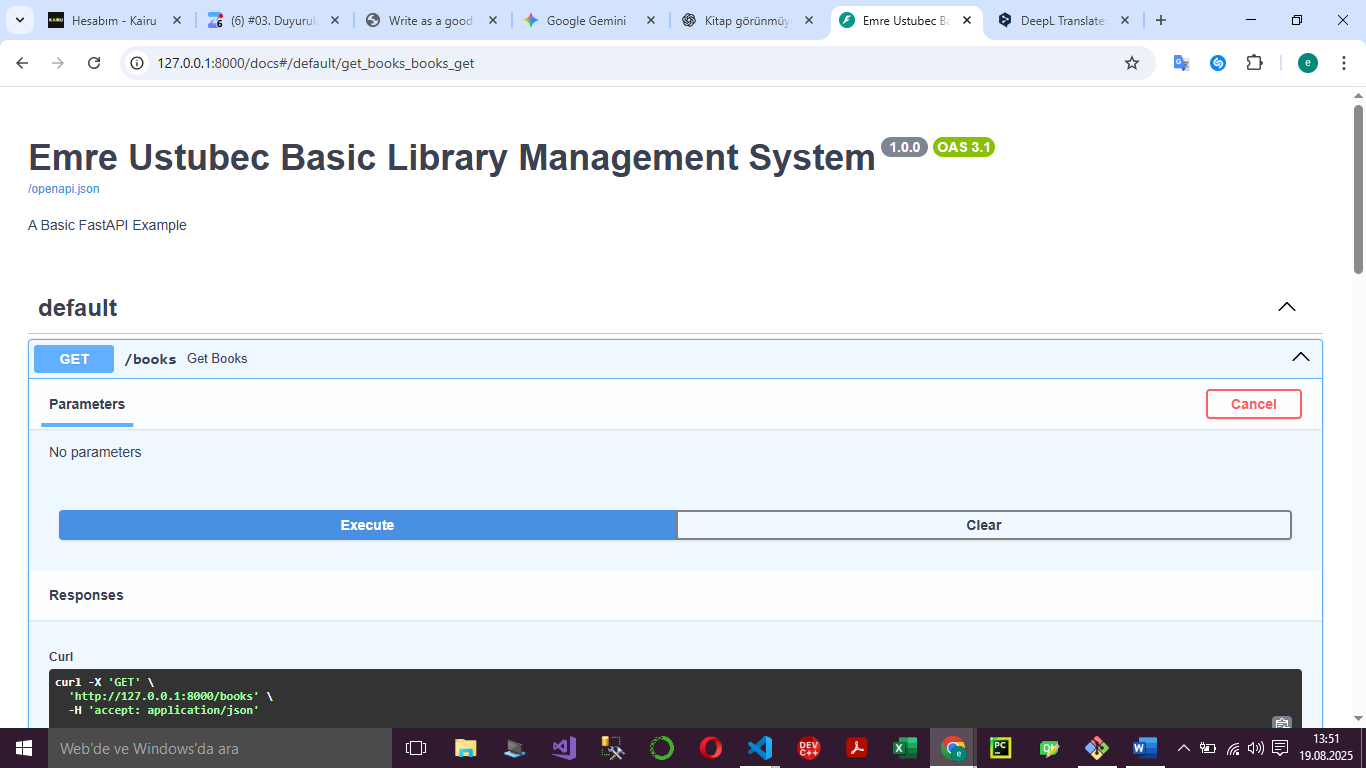 Hesabım - Kairu
(6) #03. Duyurul
Write as a good
Google Gemini
Kitap görünmüy
Emre Ustubec Ba
DeepL Translate
127.0.0.1:8000/docs#/default/get_books_books_get
e
Emre Ustubec Basic Library Management System 1.0.0 OAS 3.1
/openapi.json
A Basic FastAPI Example
default
GET /books Get Books
Parameters
Cancel
No parameters
Execute
Clear
Responses
Curl
curl -X 'GET' \
'http://127.0.0.1:8000/books' \
-H 'accept: application/json'
Web'de ve Windows'da ara
DEV C++
PC
13:51
19.08.2025